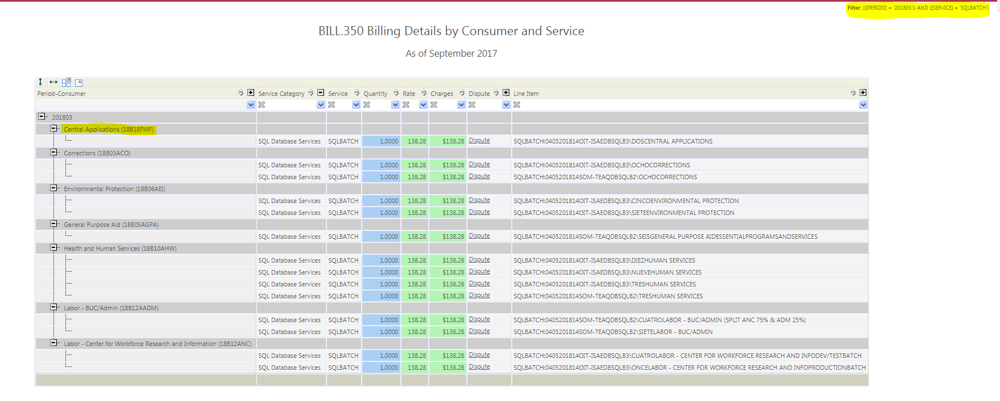 Filter: (([PERIOD] = '201803')) AND ([SERVICE] = 'SQLBATCH')
BILL.350 Billing Details by Consumer and Service
As of September 2017
Period-Consumer Service Category Service Quantity Rate Charges Dispute Line Item
201803
Central Applications (18B18FMF)
SQL Database Services SQLBATCH 1.0000 138.28 $138.28 Dispute SQLBATCH:0405201814OIT-ISAEDBSQLB3\DOSCENTRAL APPLICATIONS
Corrections (18B03ACO)
SQL Database Services SQLBATCH 1.0000 138.28 $138.28 Dispute SQLBATCH:0405201814OIT-ISAEDBSQLB3\OCHOCORRECTIONS
SQL Database Services SQLBATCH 1.0000 138.28 $138.28 Dispute SQLBATCH:0405201814SOM-TEAQDBSQLB2\OCHOCORRECTIONS
Environmental Protection (18B06AEI)
SQL Database Services SQLBATCH 1.0000 138.28 $138.28 Dispute SQLBATCH:0405201814OIT-ISAEDBSQLB3\CINCOENVIRONMENTAL PROTECTION
SQL Database Services SQLBATCH 1.0000 138.28 $138.28 Dispute SQLBATCH:0405201814OIT-ISAEDBSQLB3\SIETEENVIRONMENTAL PROTECTION
General Purpose Aid (18B05AGPA)
SQL Database Services SQLBATCH 1.0000 138.28 $138.28 Dispute SQLBATCH:0405201814SOM-TEAQDBSQLB2\SEISGENERAL PURPOSE AIDESSENTIALPROGRAMSANDSERVICES
Health and Human Services (18B10AHW)
SQL Database Services SQLBATCH 1.0000 138.28 $138.28 Dispute SQLBATCH:0405201814OIT-ISAEDBSQLB3\DIEZHUMAN SERVICES
SQL Database Services SQLBATCH 1.0000 138.28 $138.28 Dispute SQLBATCH:0405201814OIT-ISAEDBSQLB3\NUEVEHUMAN SERVICES
SQL Database Services SQLBATCH 1.0000 138.28 $138.28 Dispute SQLBATCH:0405201814OIT-ISAEDBSQLB3\TRESHUMAN SERVICES
SQL Database Services SQLBATCH 1.0000 138.28 $138.28 Dispute SQLBATCH:0405201814SOM-TEAQDBSQLB2\TRESHUMAN SERVICES
Labor - BUC/Admin (18B12AADM)
SQL Database Services SQLBATCH 1.0000 138.28 $138.28 Dispute SQLBATCH:0405201814SOM-TEAQDBSQLB2\CUATROLABOR - BUC/ADMIN (SPLIT ANC 75% & ADM 25%)
SQL Database Services SQLBATCH 1.0000 138.28 $138.28 Dispute SQLBATCH:0405201814SOM-TEAQDBSQLB2\SIETELABOR - BUC/ADMIN
Labor - Center for Workforce Research and Information (18B12ANC)
SQL Database Services SQLBATCH 1.0000 138.28 $138.28 Dispute SQLBATCH:0405201814OIT-ISAEDBSQLB3\CUATROLABOR - CENTER FOR WORKFORCE RESEARCH AND INFODEV/TESTBATCH
SQL Database Services SQLBATCH 1.0000 138.28 $138.28 Dispute SQLBATCH:0405201814OIT-ISAEDBSQLB3\ONCELABOR - CENTER FOR WORKFORCE RESEARCH AND INFOPRODUCTIONBATCH